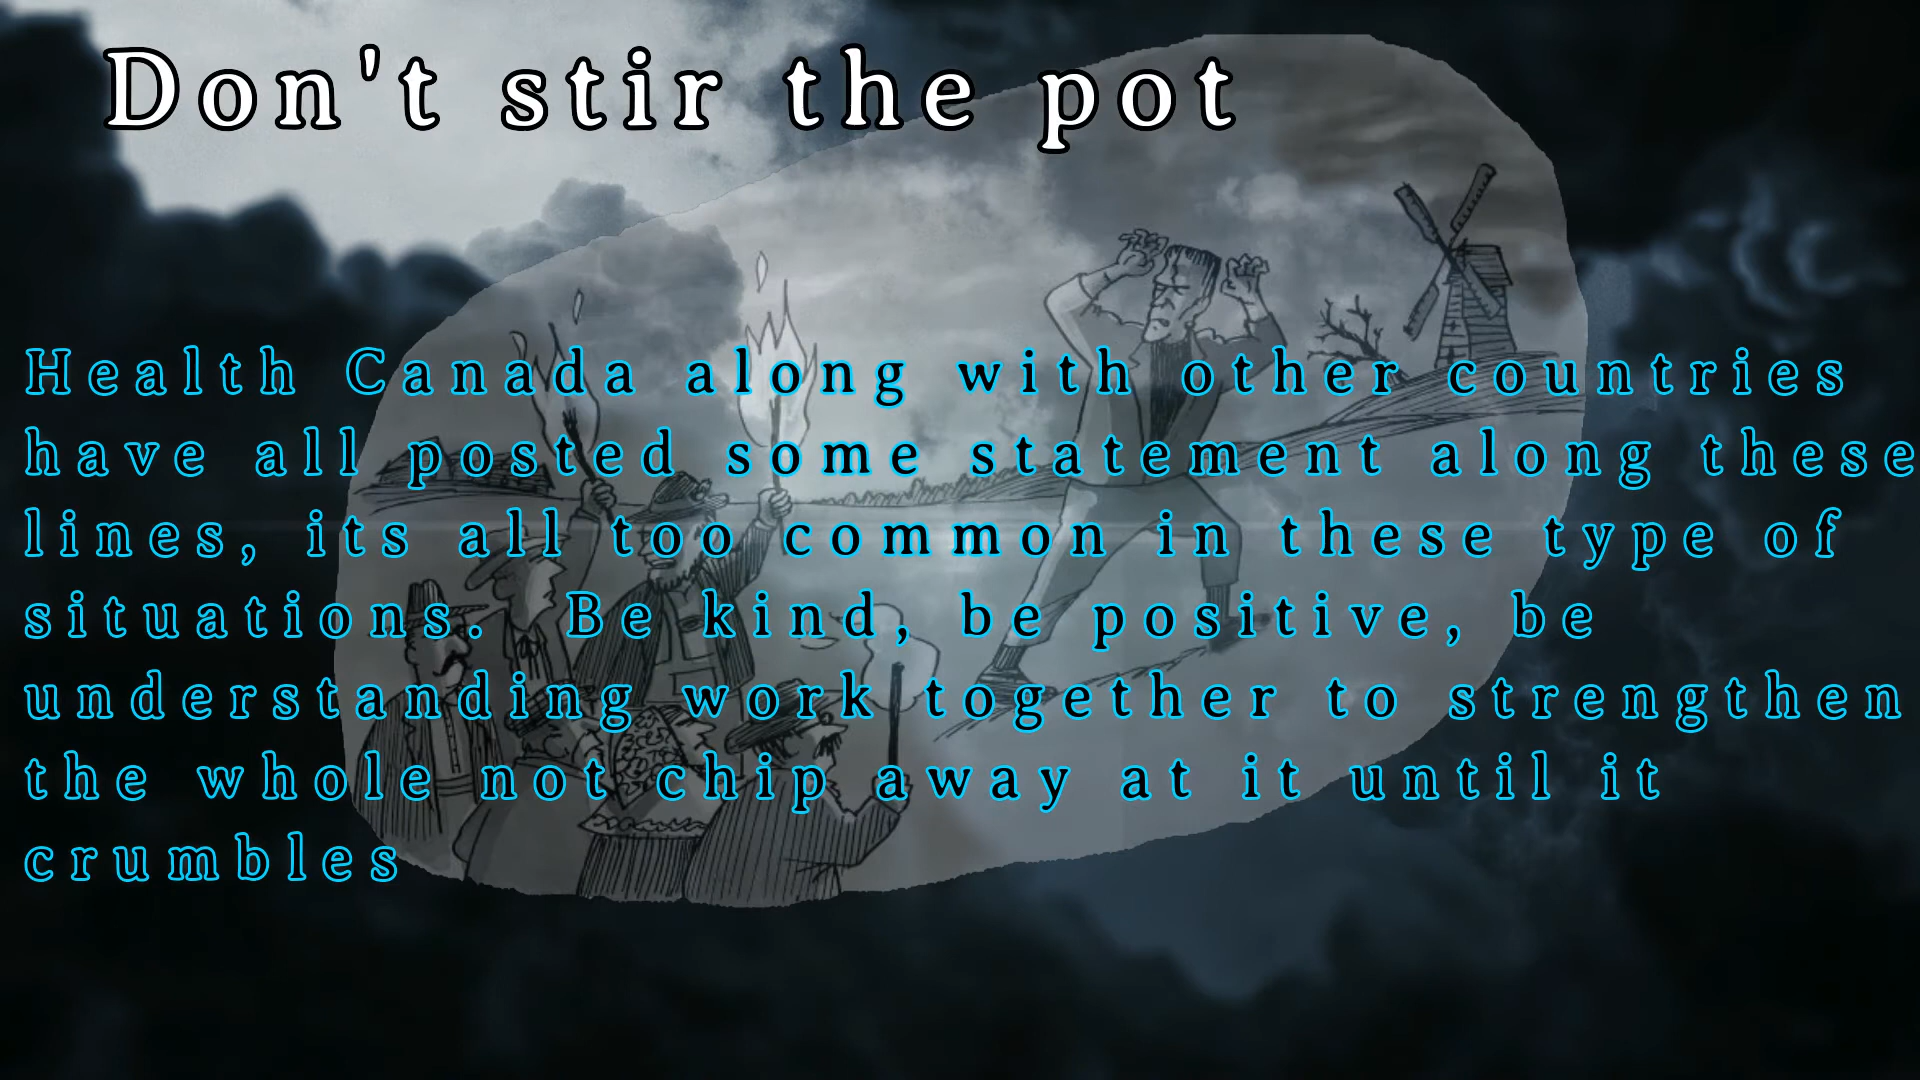 Don't stir the pot
Health Canada along with other countries
have all posted some statement along these
lines, its all too common in these type of
situations. Be kind, be positive, be
understanding work together to strengthen
the whole not chip away at it until it
crumbles